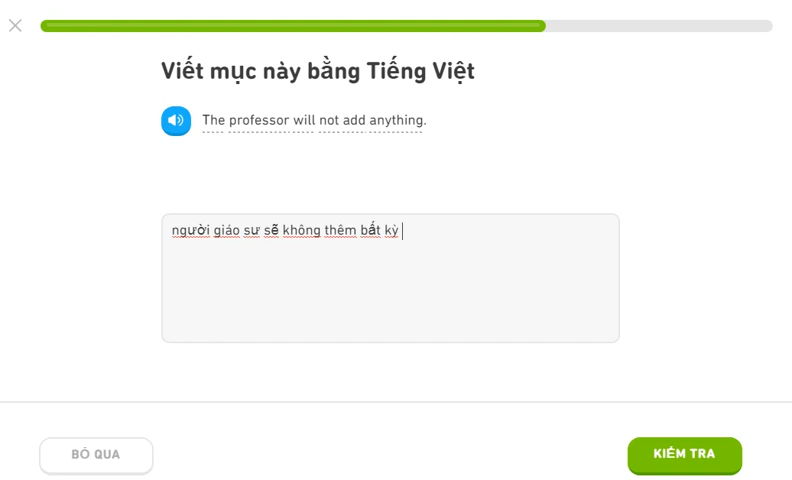 Viết mục này bằng Tiếng Việt
The professor will not add anything.
người giáo sư sẽ không thêm bất kỳ
BỎ QUA
KIỂM TRA